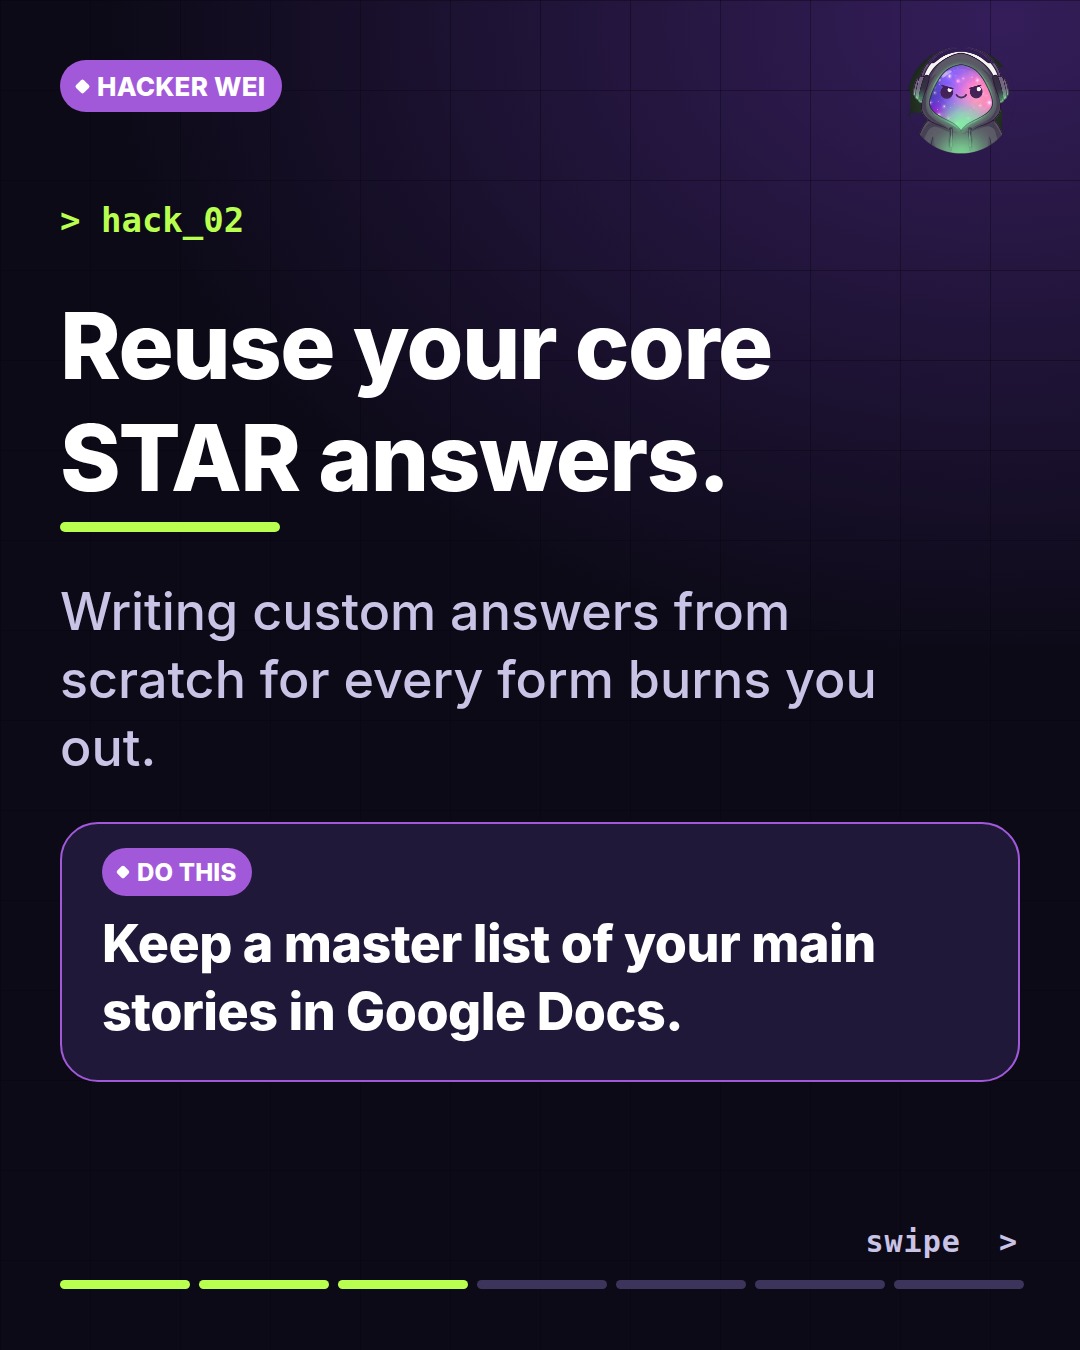 HACKER WEI
> hack_02
Reuse your core
STAR answers.
Writing custom answers from
scratch for every form burns you
out.
DO THIS
Keep a master list of your main
stories in Google Docs.
swipe >